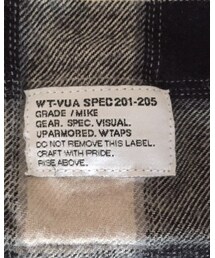 WT-VUA SPEC201-205
GRADE / MIKE
GEAR. SPEC. VISUAL.
UPARMORED. WTAPS
DO NOT REMOVE THIS LABEL.
CRAFT WITH PRIDE.
RISE ABOVE.